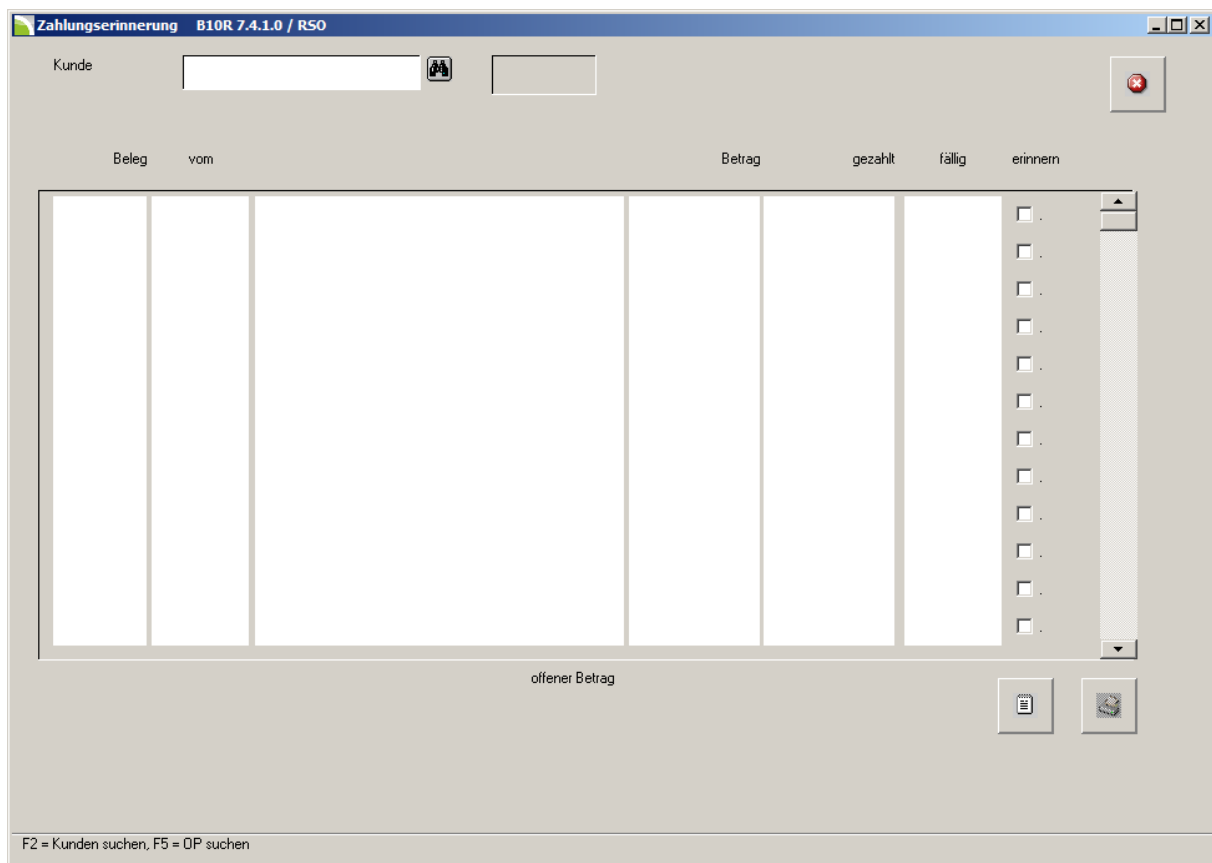 Zahlungserinnerung B10R 7.4.1.0 / RSO
Kunde
Beleg vom Betrag gezahlt fällig erinnern
.
.
.
.
.
.
.
.
.
.
.
.
offener Betrag
F2 = Kunden suchen, F5 = OP suchen